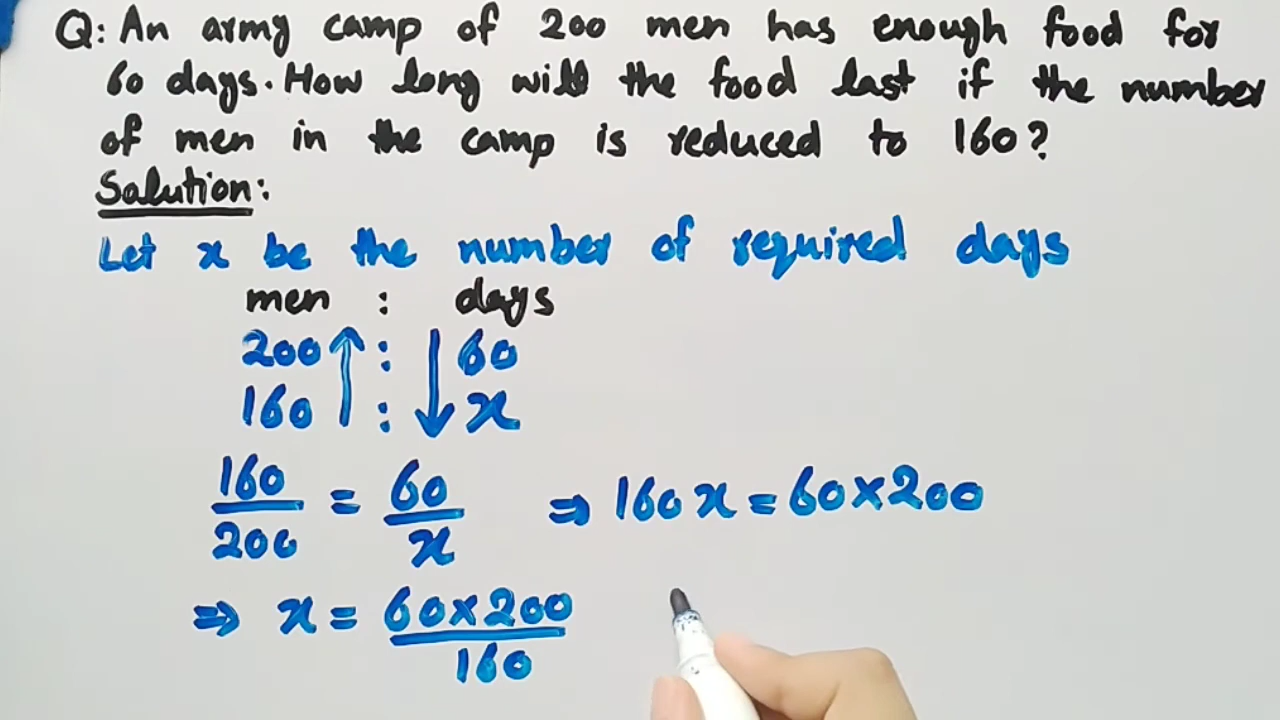 Q: An army camp of 200 men has enough food for
60 days. How long will the food last if the number
of men in the camp is reduced to 160?
Salution:
Let x be the number of required days
men : days
200 ↑ : ↓ 60
160 : x
160/200 = 60/x ⇒ 160x = 60×200
⇒ x = 60×200/160